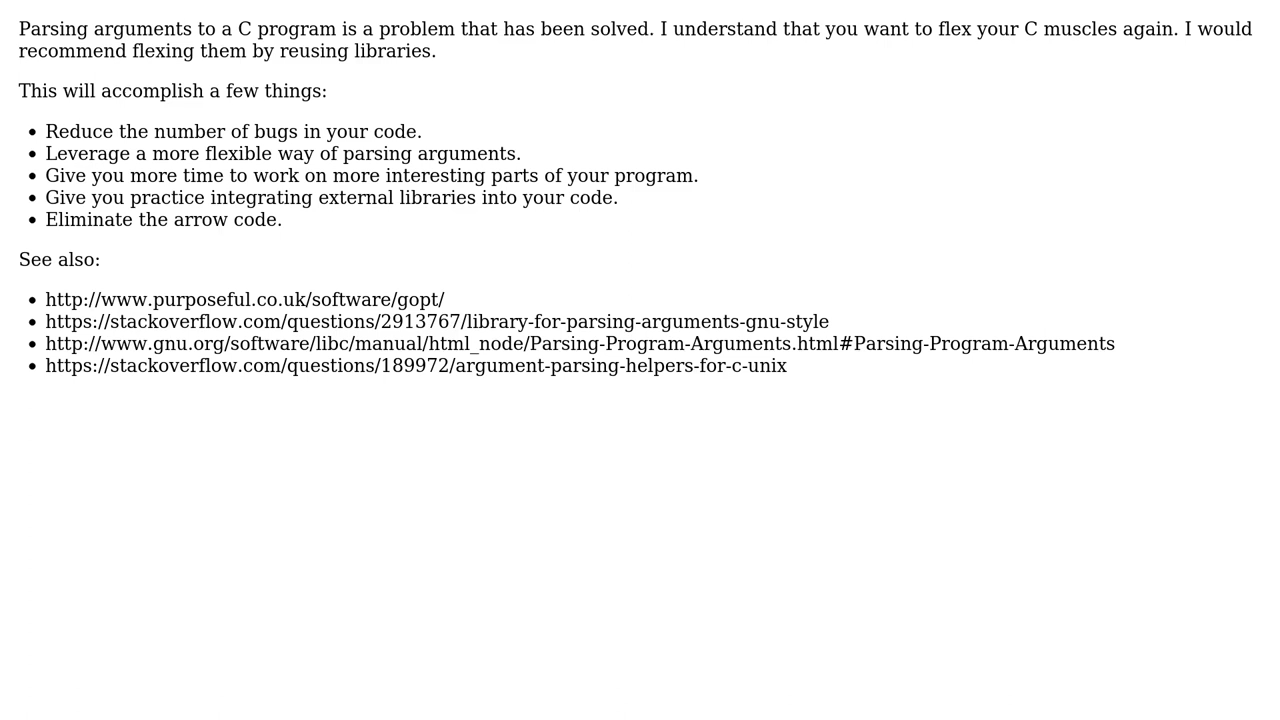 Parsing arguments to a C program is a problem that has been solved. I understand that you want to flex your C muscles again. I would
recommend flexing them by reusing libraries.
This will accomplish a few things:
• Reduce the number of bugs in your code.
• Leverage a more flexible way of parsing arguments.
• Give you more time to work on more interesting parts of your program.
• Give you practice integrating external libraries into your code.
• Eliminate the arrow code.
See also:
• http://www.purposeful.co.uk/software/gopt/
• https://stackoverflow.com/questions/2913767/library-for-parsing-arguments-gnu-style
• http://www.gnu.org/software/libc/manual/html_node/Parsing-Program-Arguments.html#Parsing-Program-Arguments
• https://stackoverflow.com/questions/189972/argument-parsing-helpers-for-c-unix